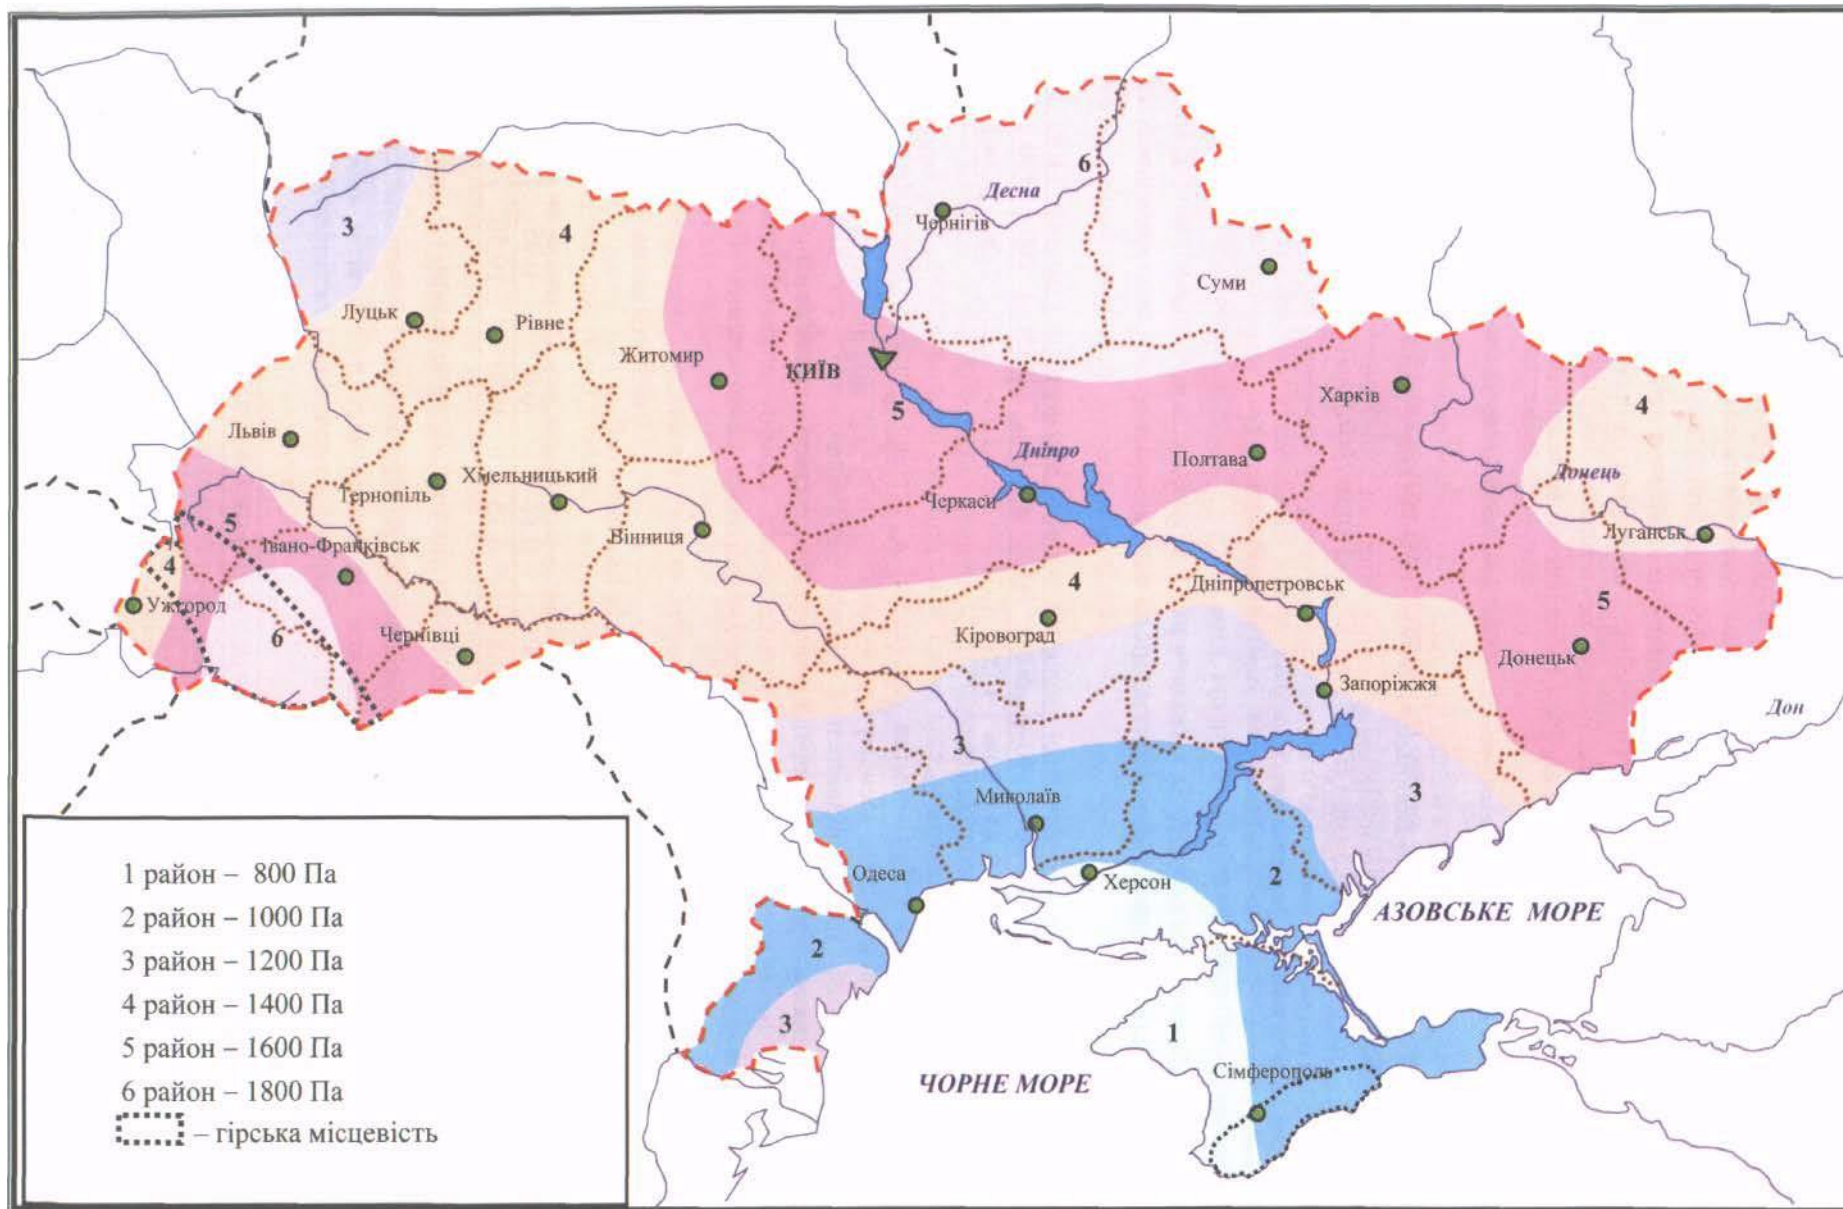 6
3
4
Десна
Чернігів
Суми
Луцьк
Рівне
Житомир
КИЇВ
5
Харків
4
Львів
Дніпро
Полтава
Донець
Тернопіль
Хмельницький
Черкаси
5
Івано-Франківськ
Вінниця
Луганськ
4
4
Дніпропетровськ
5
Ужгород
6
Чернівці
Кіровоград
Донецьк
Запоріжжя
Дон
3
Миколаїв
3
Одеса
Херсон
2
АЗОВСЬКЕ МОРЕ
2
3
1
Сімферополь
ЧОРНЕ МОРЕ
1 район – 800 Па
2 район – 1000 Па
3 район – 1200 Па
4 район – 1400 Па
5 район – 1600 Па
6 район – 1800 Па
– гірська місцевість